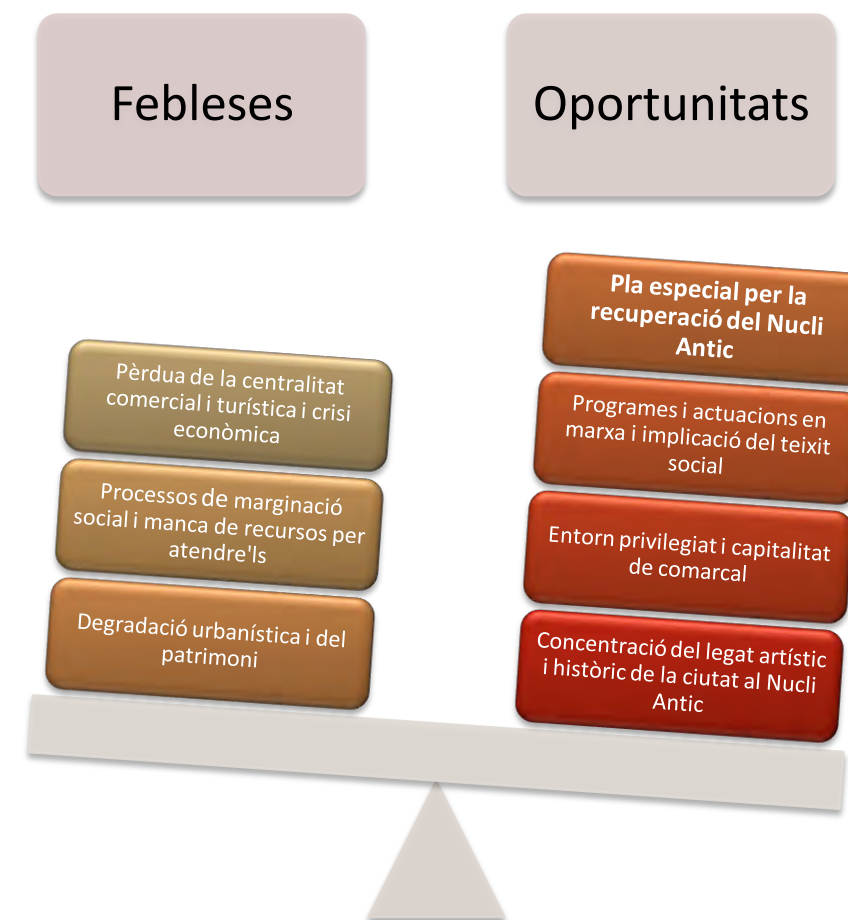 Febleses
Oportunitats
Pèrdua de la centralitat
comercial i turística i crisi
econòmica
Processos de marginació
social i manca de recursos per
atendre'ls
Degradació urbanística i del
patrimoni
Pla especial per la
recuperació del Nucli
Antic
Programes i actuacions en
marxa i implicació del teixit
social
Entorn privilegiat i capitalitat
de comarcal
Concentració del legat artístic
i històric de la ciutat al Nucli
Antic